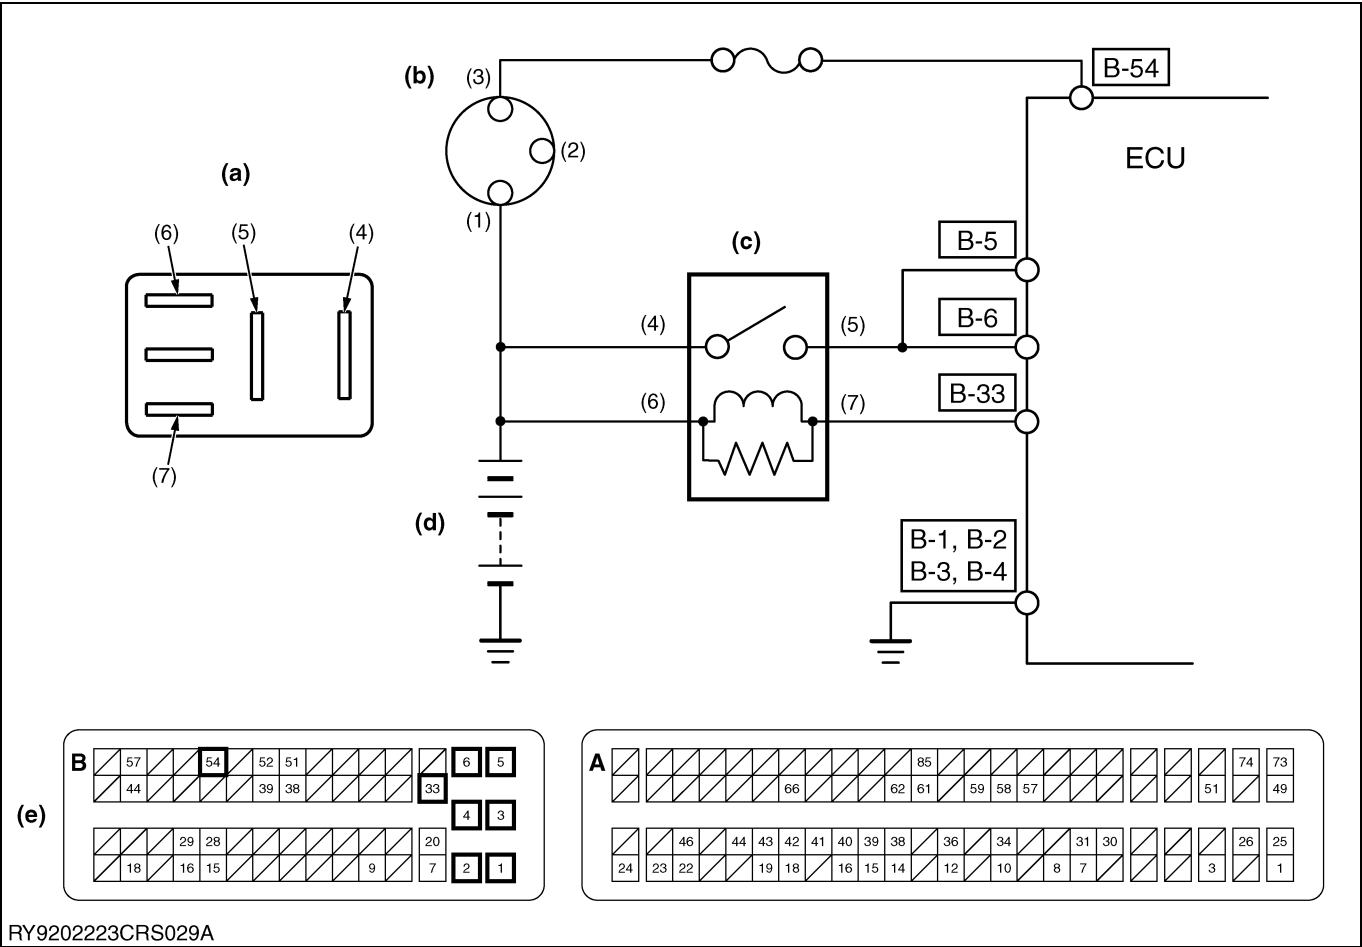 (b)
(3)
B-54
(2)
ECU
(a)
(1)
(6) (5) (4)
(c)
B-5
(4) (5)
B-6
(6) (7)
B-33
(7)
(d)
B-1, B-2
B-3, B-4
(e)
B
57 54 52 51 6 5
44 39 38 33
4 3
29 28 20
18 16 15 9 7 2 1
A
85 74 73
66 62 61 59 58 57 51 49
46 44 43 42 41 40 39 38 36 34 31 30 26 25
24 23 22 19 18 16 15 14 12 10 8 7 3 1
RY9202223CRS029A